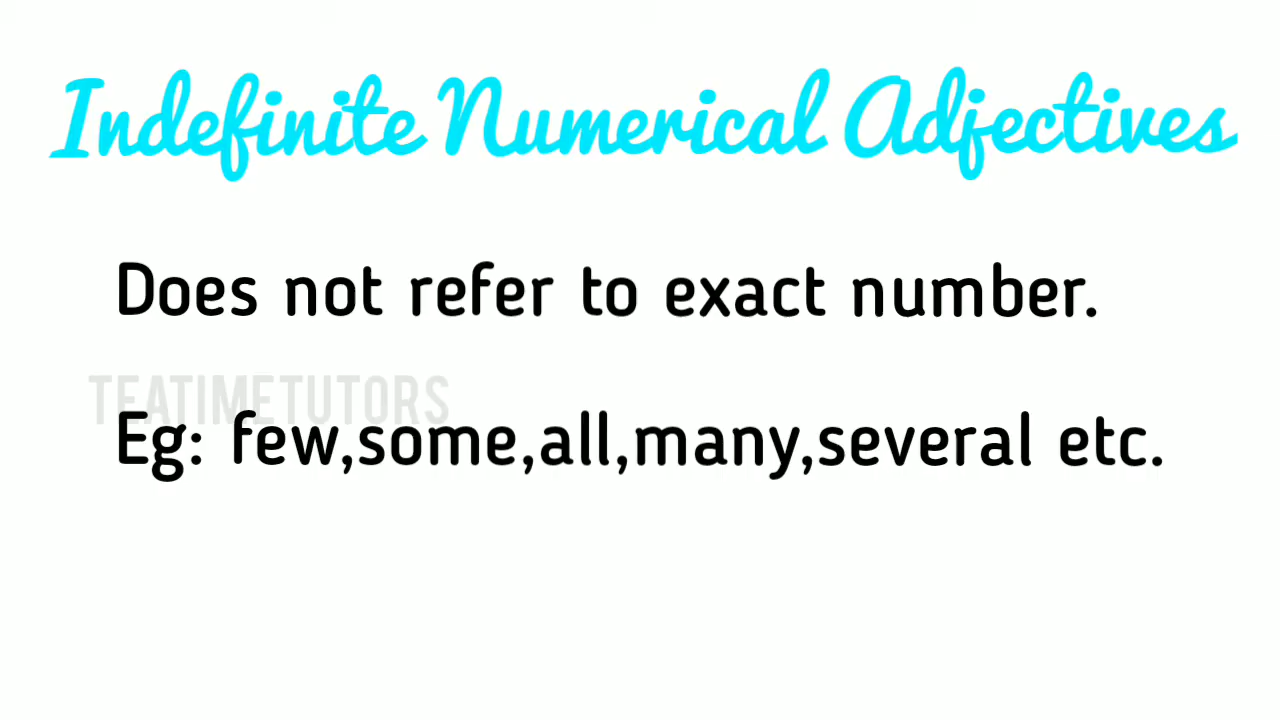 Indefinite Numerical Adjectives
Does not refer to exact number.
TEATIMETUTORS
Eg: few,some,all,many,several etc.